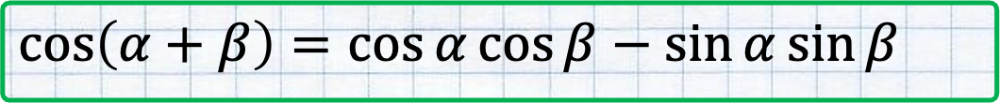 cos(α + β) = cos α cos β − sin α sin β